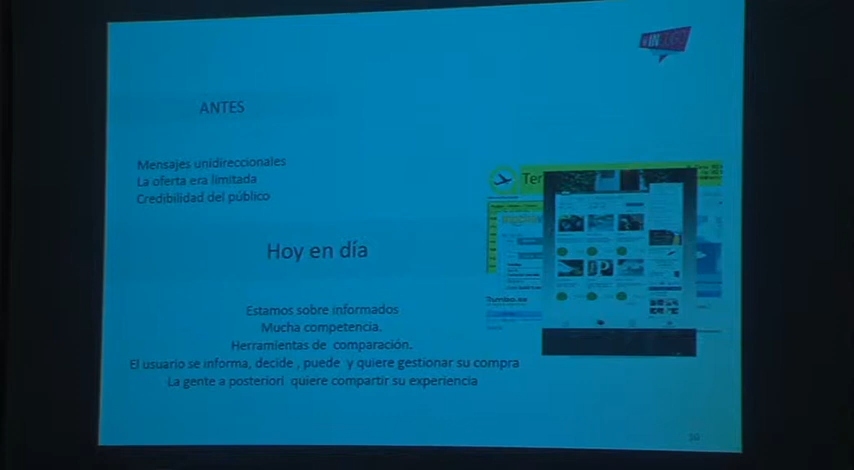 ANTES
Mensajes unidireccionales
La oferta era limitada
Credibilidad del público
Hoy en día
Estamos sobre informados
Mucha competencia.
Herramientas de comparación.
El usuario se informa, decide , puede y quiere gestionar su compra
La gente a posteriori quiere compartir su experiencia
Ter